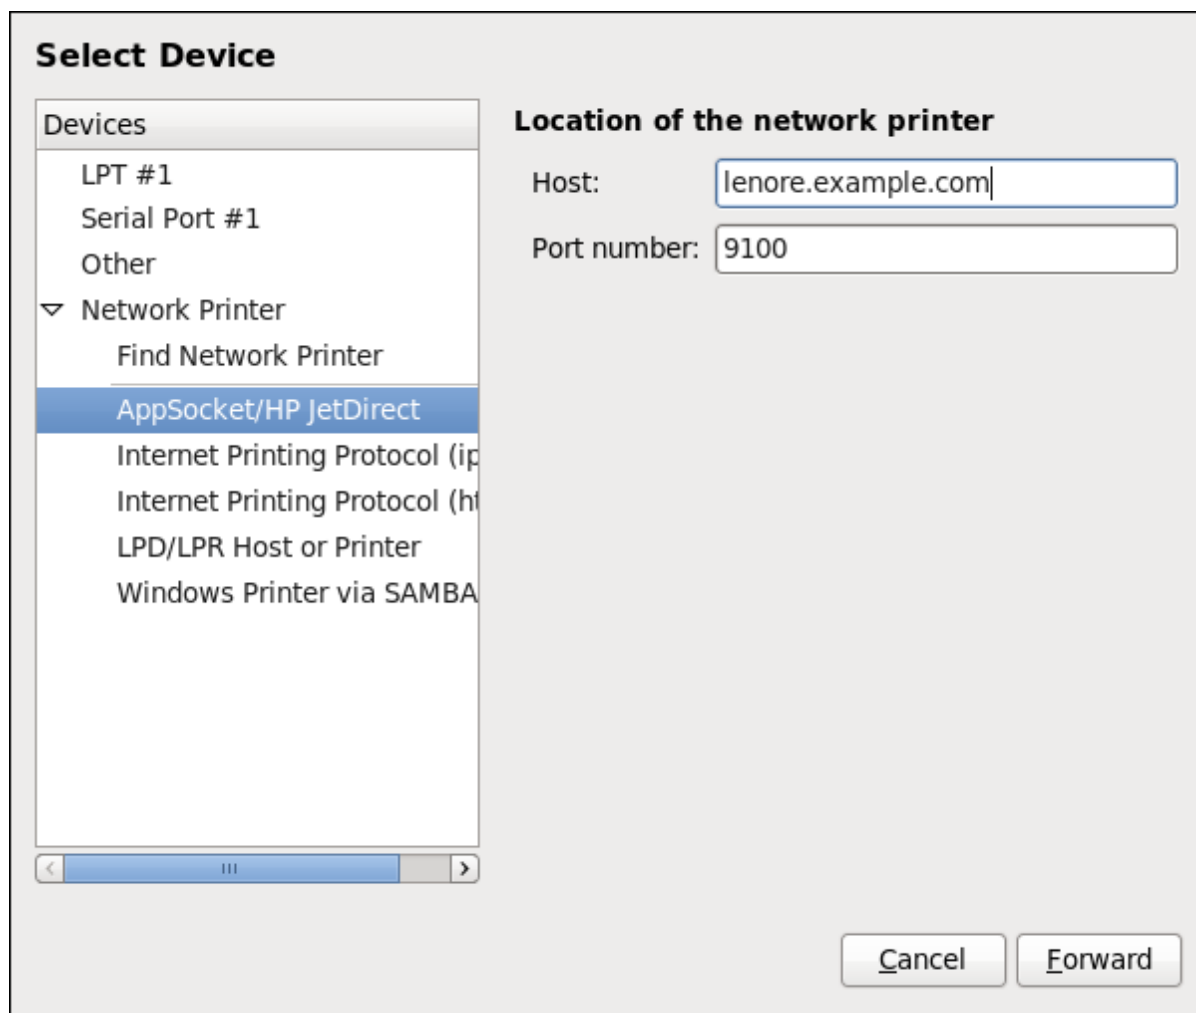 Select Device
Devices
LPT #1
Serial Port #1
Other
Network Printer
Find Network Printer
AppSocket/HP JetDirect
Internet Printing Protocol (ip
Internet Printing Protocol (ht
LPD/LPR Host or Printer
Windows Printer via SAMBA
Location of the network printer
Host: lenore.example.com
Port number: 9100
Cancel Forward